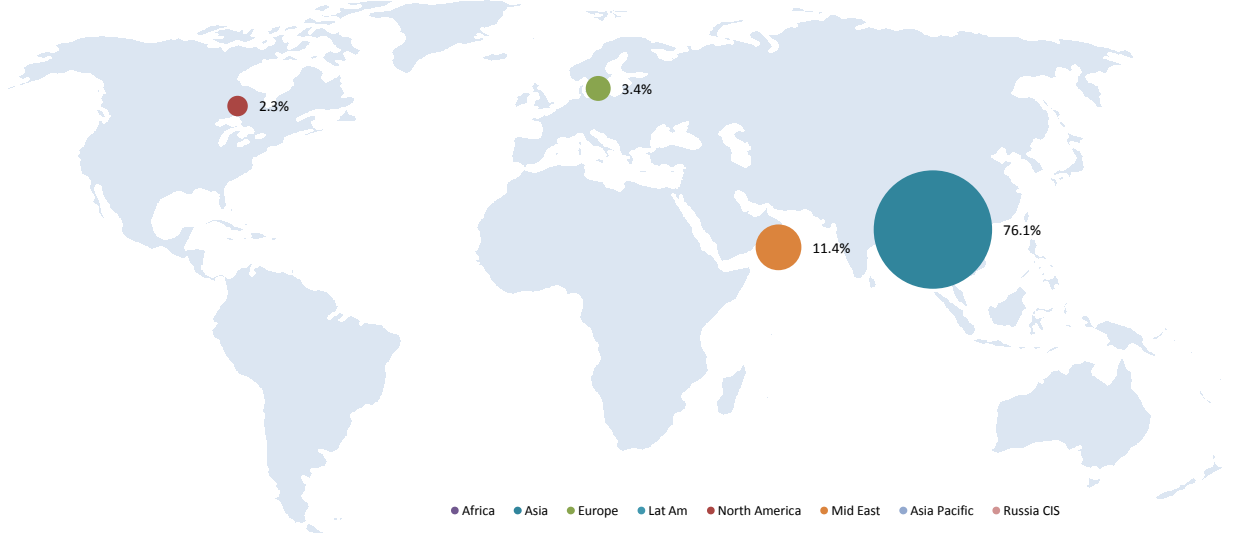 3.4%
2.3%
76.1%
11.4%
Africa Asia Europe Lat Am North America Mid East Asia Pacific Russia CIS